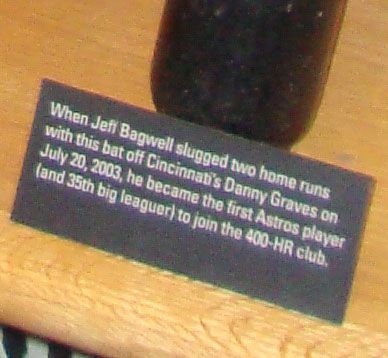 When Jeff Bagwell slugged two home runs
with this bat off Cincinnati's Danny Graves on
July 20, 2003, he became the first Astros player
(and 35th big leaguer) to join the 400-HR club.